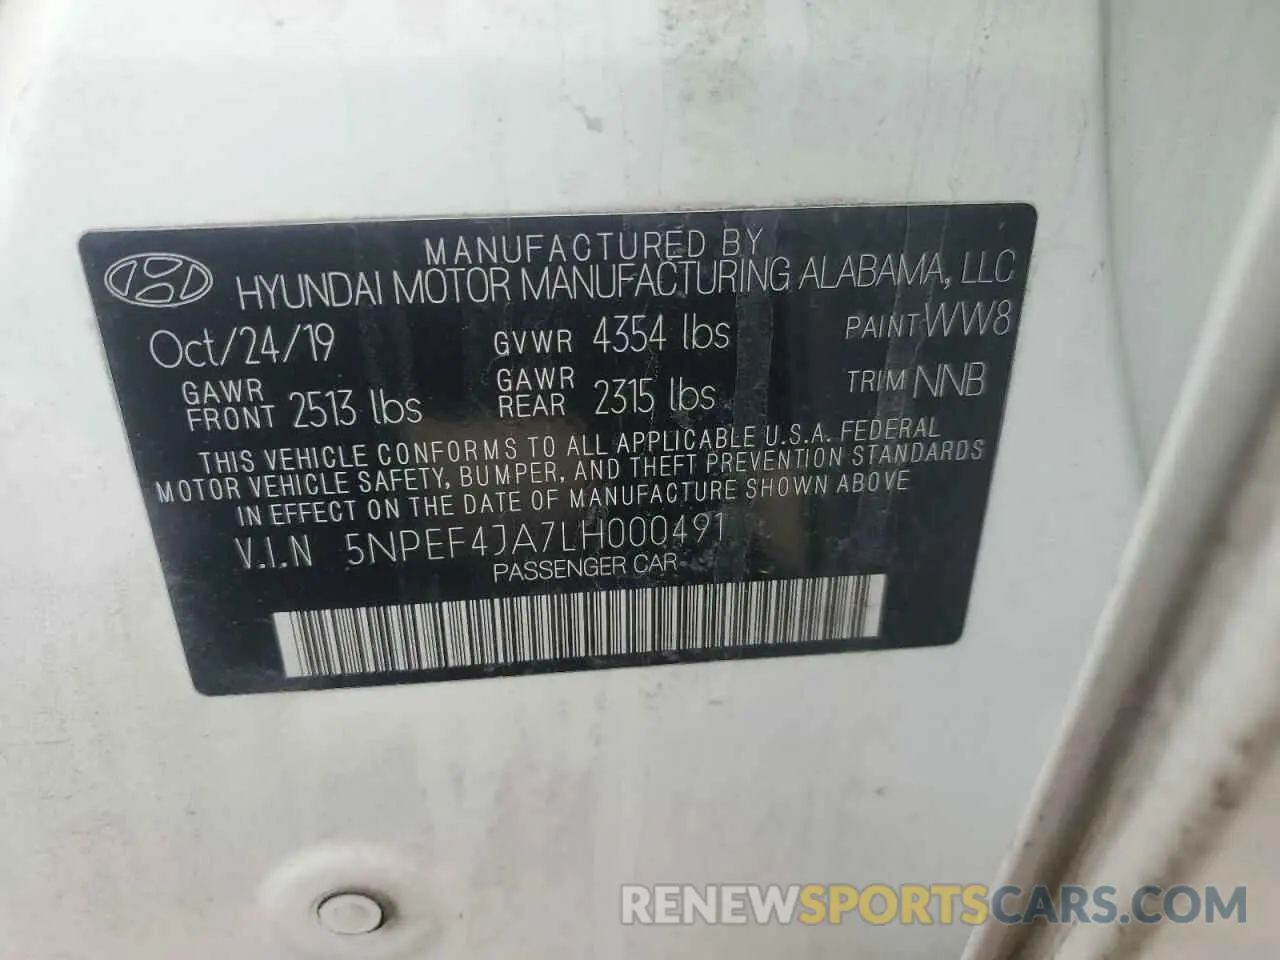 MANUFACTURED BY
HYUNDAI MOTOR MANUFACTURING ALABAMA, LLC
Oct/24/19 GVWR 4354 lbs PAINT WW8
GAWR FRONT 2513 lbs GAWR REAR 2315 lbs TRIM NNB
THIS VEHICLE CONFORMS TO ALL APPLICABLE U.S.A. FEDERAL
MOTOR VEHICLE SAFETY, BUMPER, AND THEFT PREVENTION STANDARDS
IN EFFECT ON THE DATE OF MANUFACTURE SHOWN ABOVE
V.I.N 5NPEF4JA7LH000491
PASSENGER CAR
RENEWSPORTSCARS.COM